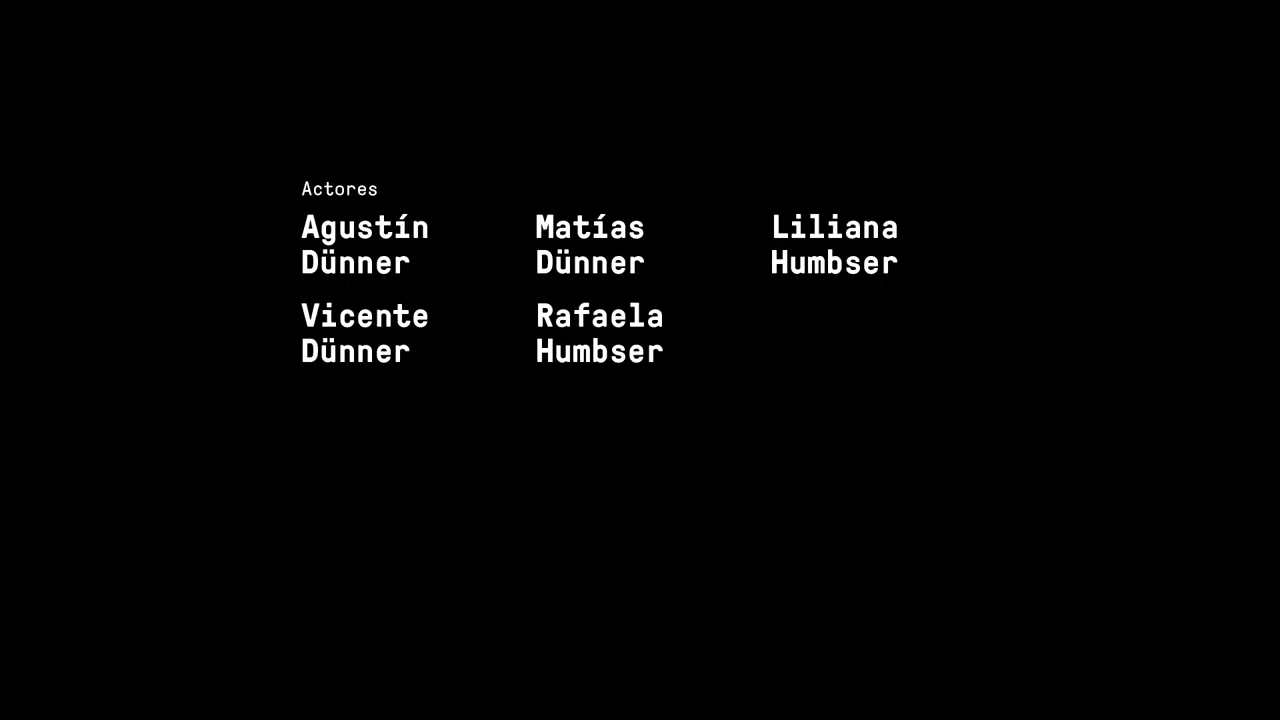 Actores
Agustín Matías Liliana
Dünner Dünner Humbser
Vicente Rafaela
Dünner Humbser